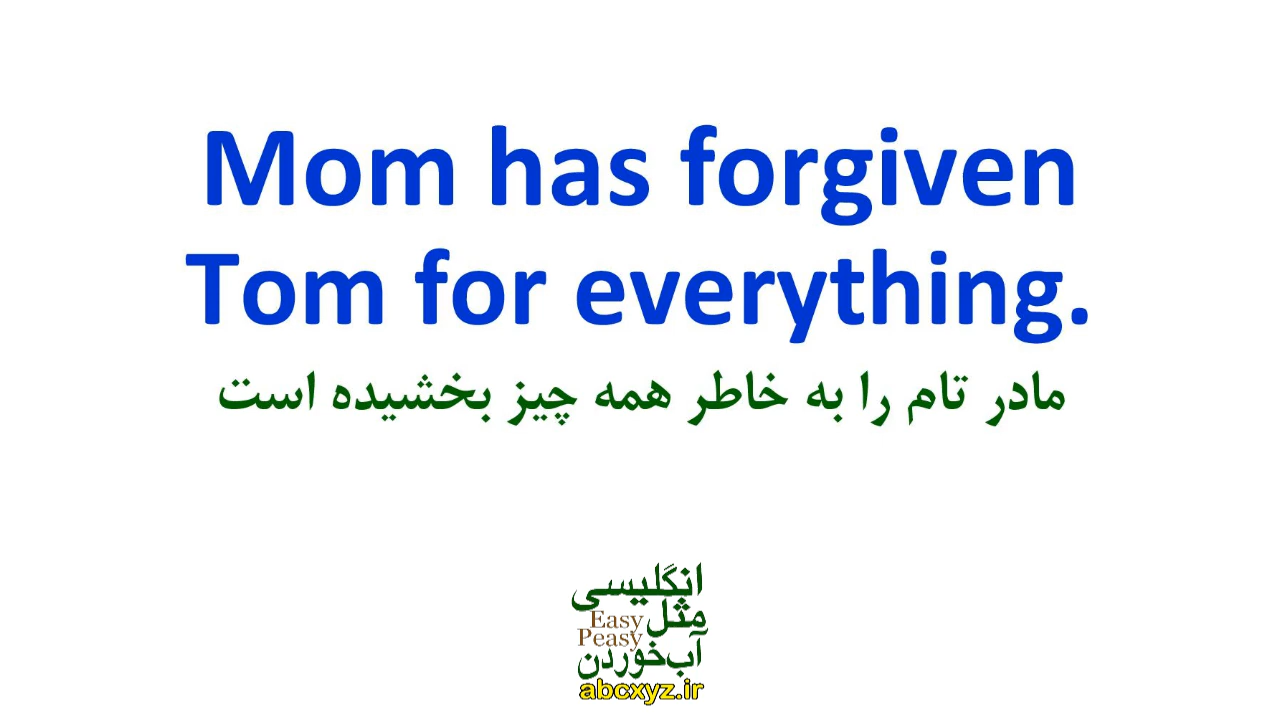 Mom has forgiven
Tom for everything.
مادر تام را به خاطر همه چیز بخشیده است
انگلیسی
مثل
Easy
Peasy
آب‌خوردن
abcxyz.ir